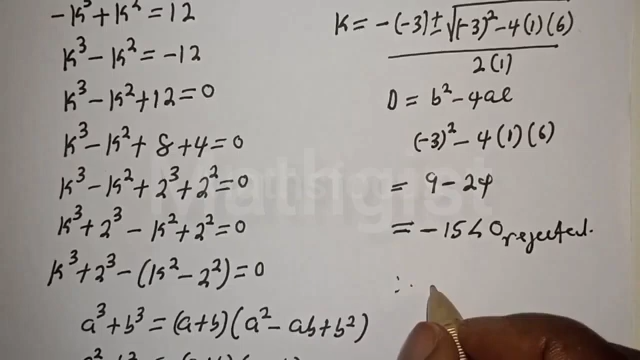 -K³+K²=12
K³-K²=-12
K³-K²+12=0
K³-K²+8+4=0
K³-K²+2³+2²=0
K³+2³-K²+2²=0
K³+2³-(K²-2²)=0
a³+b³=(a+b)(a²-ab+b²)
K=-(-3)±√(-3)²-4(1)(6)
2(1)
D=b²-4ac
(-3)²-4(1)(6)
=9-24
=-15<0 rejected.
∴
Mathgist